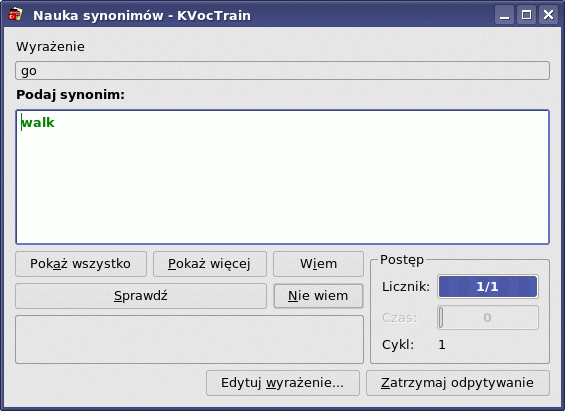 Nauka synonimów - KVocTrain
Wyrażenie
go
Podaj synonim:
walk
Pokaż wszystko Pokaż więcej Wiem
Sprawdź Nie wiem
Postęp
Licznik: 1/1
Czas: 0
Cykl: 1
Edytuj wyrażenie... Zatrzymaj odpytywanie